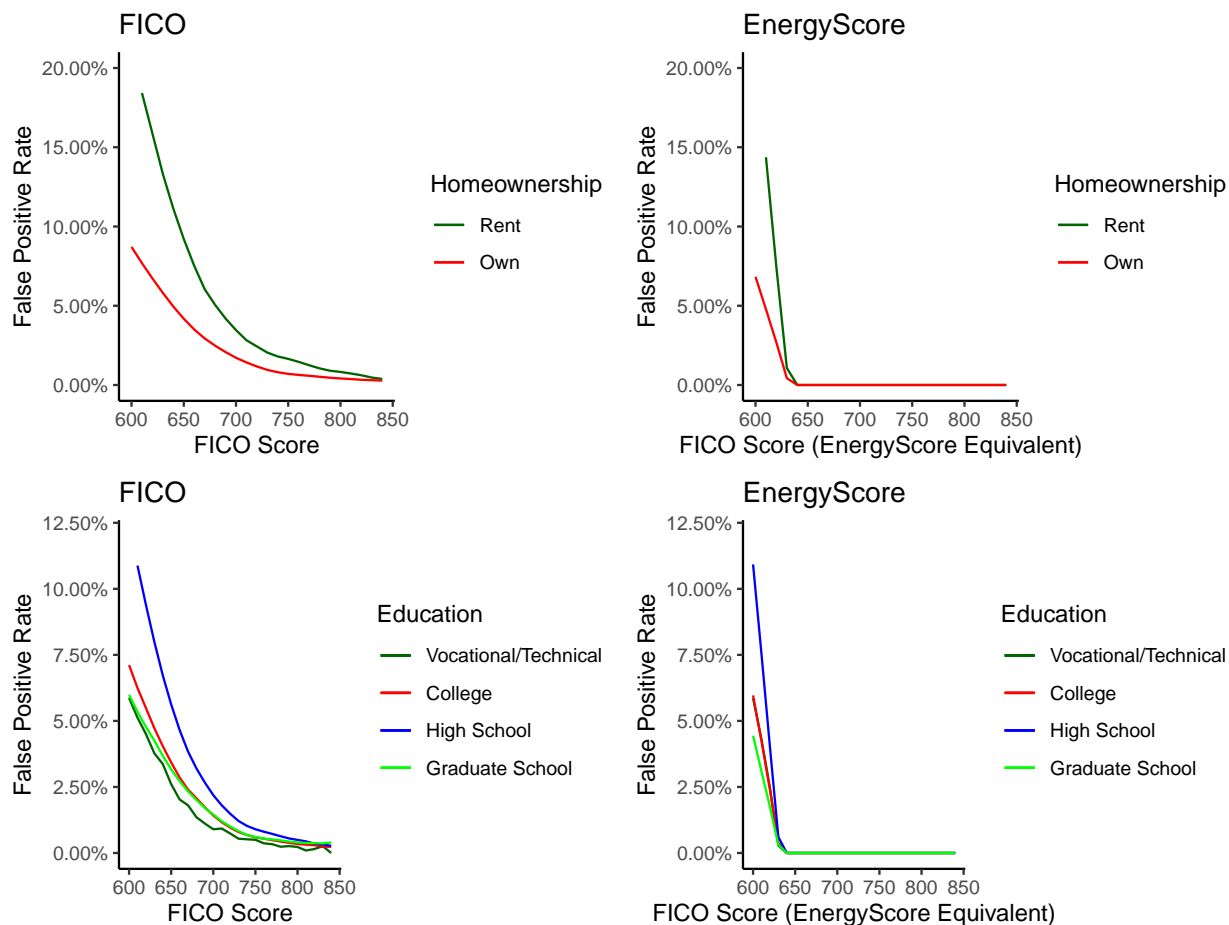 FICO
20.00%
15.00%
10.00%
5.00%
0.00%
False Positive Rate
600 650 700 750 800 850
FICO Score
Homeownership
Rent
Own
EnergyScore
20.00%
15.00%
10.00%
5.00%
0.00%
False Positive Rate
600 650 700 750 800 850
FICO Score (EnergyScore Equivalent)
Homeownership
Rent
Own
FICO
12.50%
10.00%
7.50%
5.00%
2.50%
0.00%
False Positive Rate
600 650 700 750 800 850
FICO Score
Education
Vocational/Technical
College
High School
Graduate School
EnergyScore
12.50%
10.00%
7.50%
5.00%
2.50%
0.00%
False Positive Rate
600 650 700 750 800 850
FICO Score (EnergyScore Equivalent)
Education
Vocational/Technical
College
High School
Graduate School